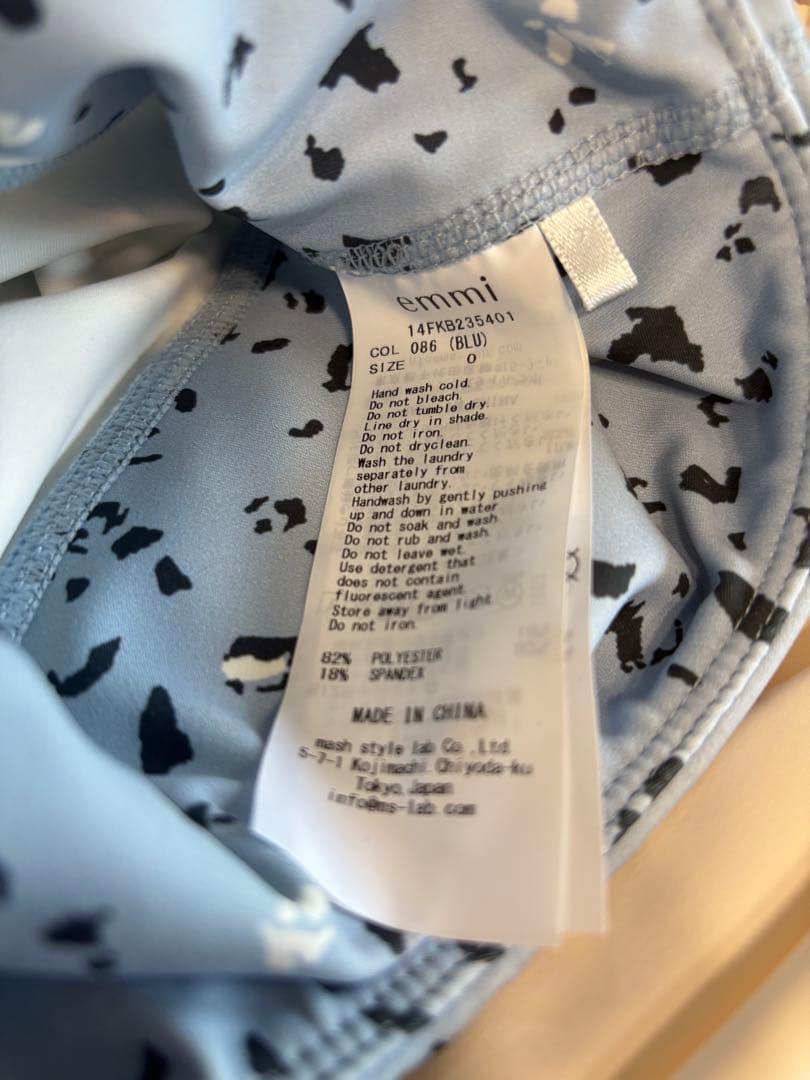 emmi
14FKB235401
COL 086 (BLU)
SIZE 0
Hand wash cold.
Do not bleach.
Do not tumble dry.
Line dry in shade.
Do not iron.
Do not dryclean.
Wash the laundry
separately from
other laundry.
Handwash by gently pushing
up and down in water
Do not soak and wash.
Do not rub and wash.
Do not leave wet.
Use detergent that
does not contain
fluorescent agent.
Store away from light.
Do not iron.
82% POLYESTER
18% SPANDEX
MADE IN CHINA
mash style lab Co.,Ltd.
5-7-1 Kojimachi Chiyoda-ku
Tokyo Japan
info@ms-lab.com